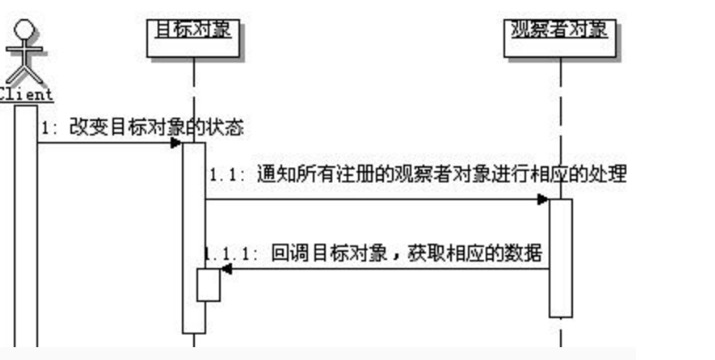 目标对象
观察者对象
Client
1: 改变目标对象的状态
1.1: 通知所有注册的观察者对象进行相应的处理
1.1.1: 回调目标对象，获取相应的数据